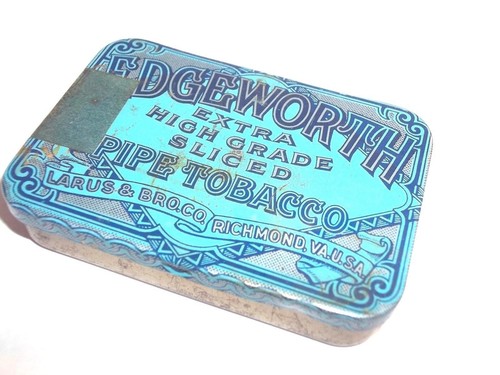 EDGEWORTH
EXTRA
HIGH GRADE
SLICED
PIPE TOBACCO
LARUS & BRO. CO. RICHMOND, VA. U.S.A.